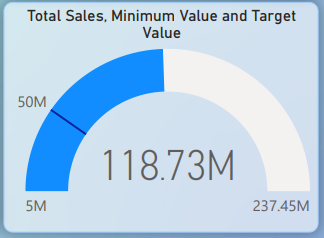 Total Sales, Minimum Value and Target
Value
50M
118.73M
5M
237.45M